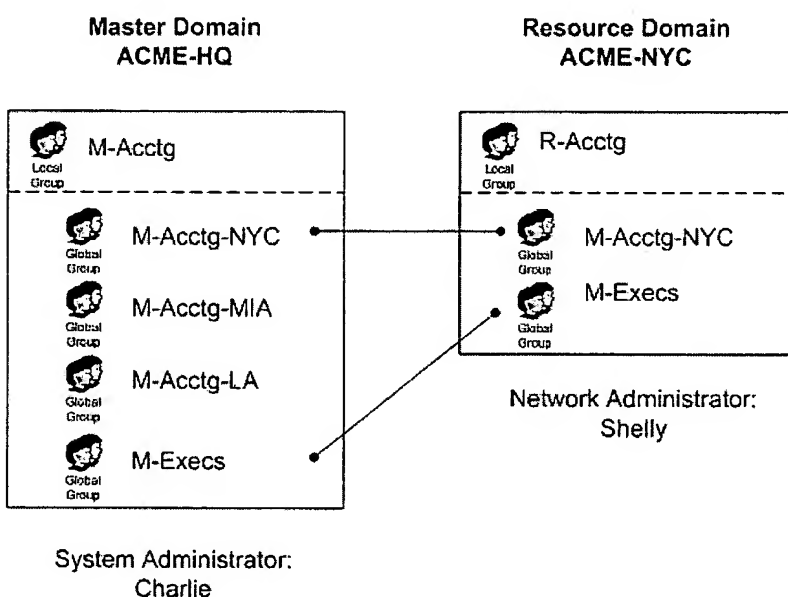 Master Domain
ACME-HQ
Local
Group
M-Acctg
Global
Group
M-Acctg-NYC
Global
Group
M-Acctg-MIA
Global
Group
M-Acctg-LA
Global
Group
M-Execs
System Administrator:
Charlie
Resource Domain
ACME-NYC
Local
Group
R-Acctg
Global
Group
M-Acctg-NYC
Global
Group
M-Execs
Network Administrator:
Shelly